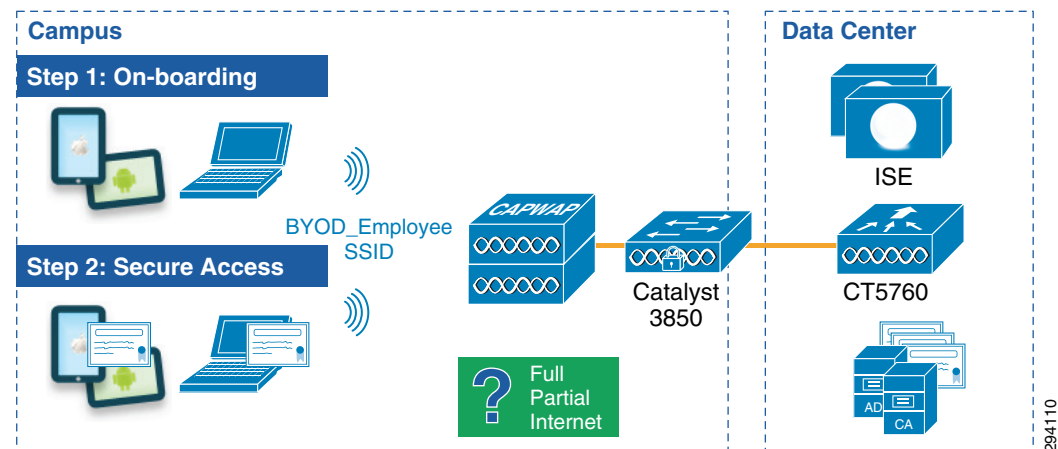 Campus
Step 1: On-boarding
BYOD_Employee
SSID
Step 2: Secure Access
CAPWAP
Catalyst
3850
Full
Partial
Internet
?
Data Center
ISE
CT5760
AD
CA
294110